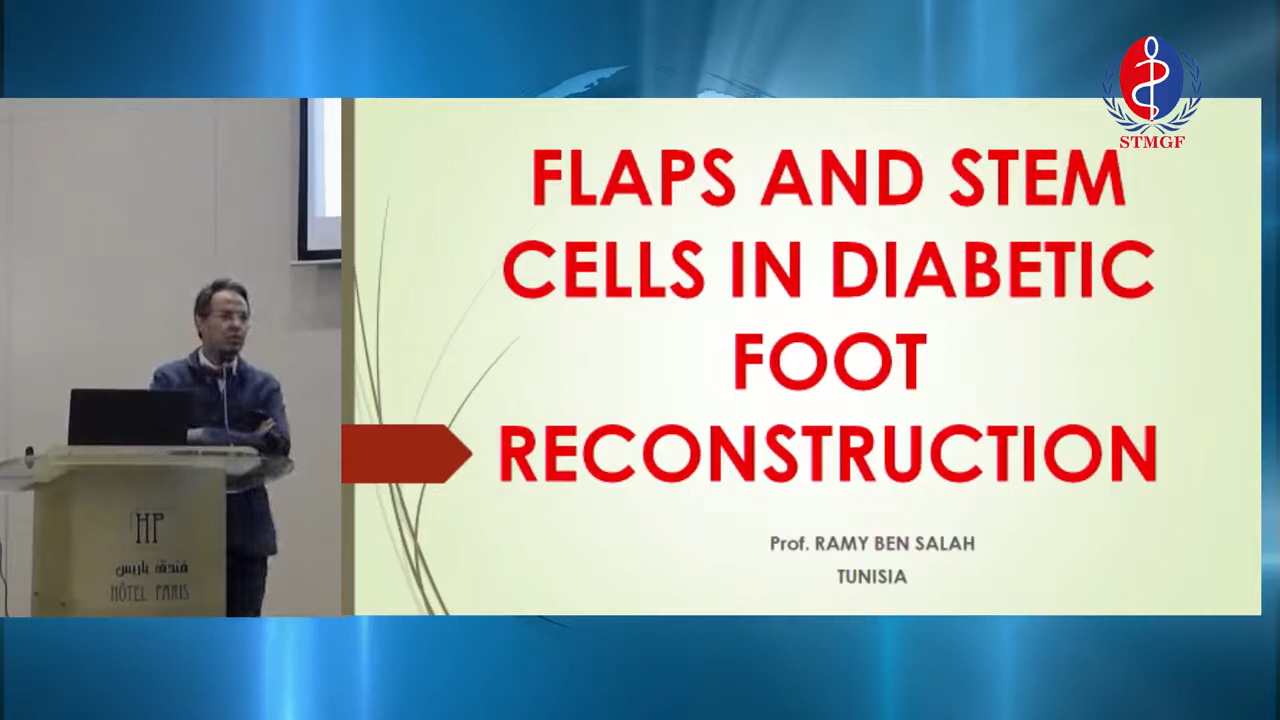 STMGF
FLAPS AND STEM
CELLS IN DIABETIC
FOOT
RECONSTRUCTION
Prof. RAMY BEN SALAH
TUNISIA
HP
فندق باريس
HÔTEL PARIS